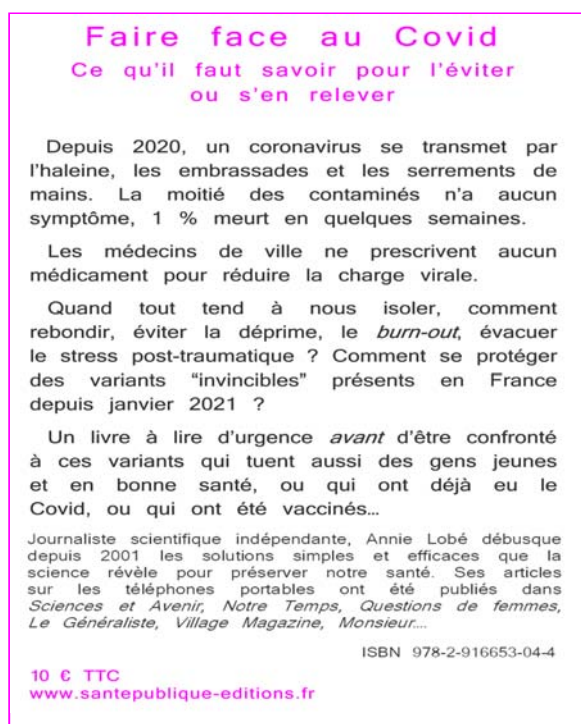 Faire face au Covid
Ce qu'il faut savoir pour l'éviter
ou s'en relever
Depuis 2020, un coronavirus se transmet par
l'haleine, les embrassades et les serrements de
mains. La moitié des contaminés n'a aucun
symptôme, 1 % meurt en quelques semaines.
Les médecins de ville ne prescrivent aucun
médicament pour réduire la charge virale.
Quand tout tend à nous isoler, comment
rebondir, éviter la déprime, le burn-out, évacuer
le stress post-traumatique ? Comment se protéger
des variants “invincibles” présents en France
depuis janvier 2021 ?
Un livre à lire d'urgence avant d'être confronté
à ces variants qui tuent aussi des gens jeunes
et en bonne santé, ou qui ont déjà eu le
Covid, ou qui ont été vaccinés...
Journaliste scientifique indépendante, Annie Lobé débusque
depuis 2001 les solutions simples et efficaces que la
science révèle pour préserver notre santé. Ses articles
sur les téléphones portables ont été publiés dans
Sciences et Avenir, Notre Temps, Questions de femmes,
Le Généraliste, Village Magazine, Monsieur....
ISBN 978-2-916653-04-4
10 € TTC
www.santepublique-editions.fr